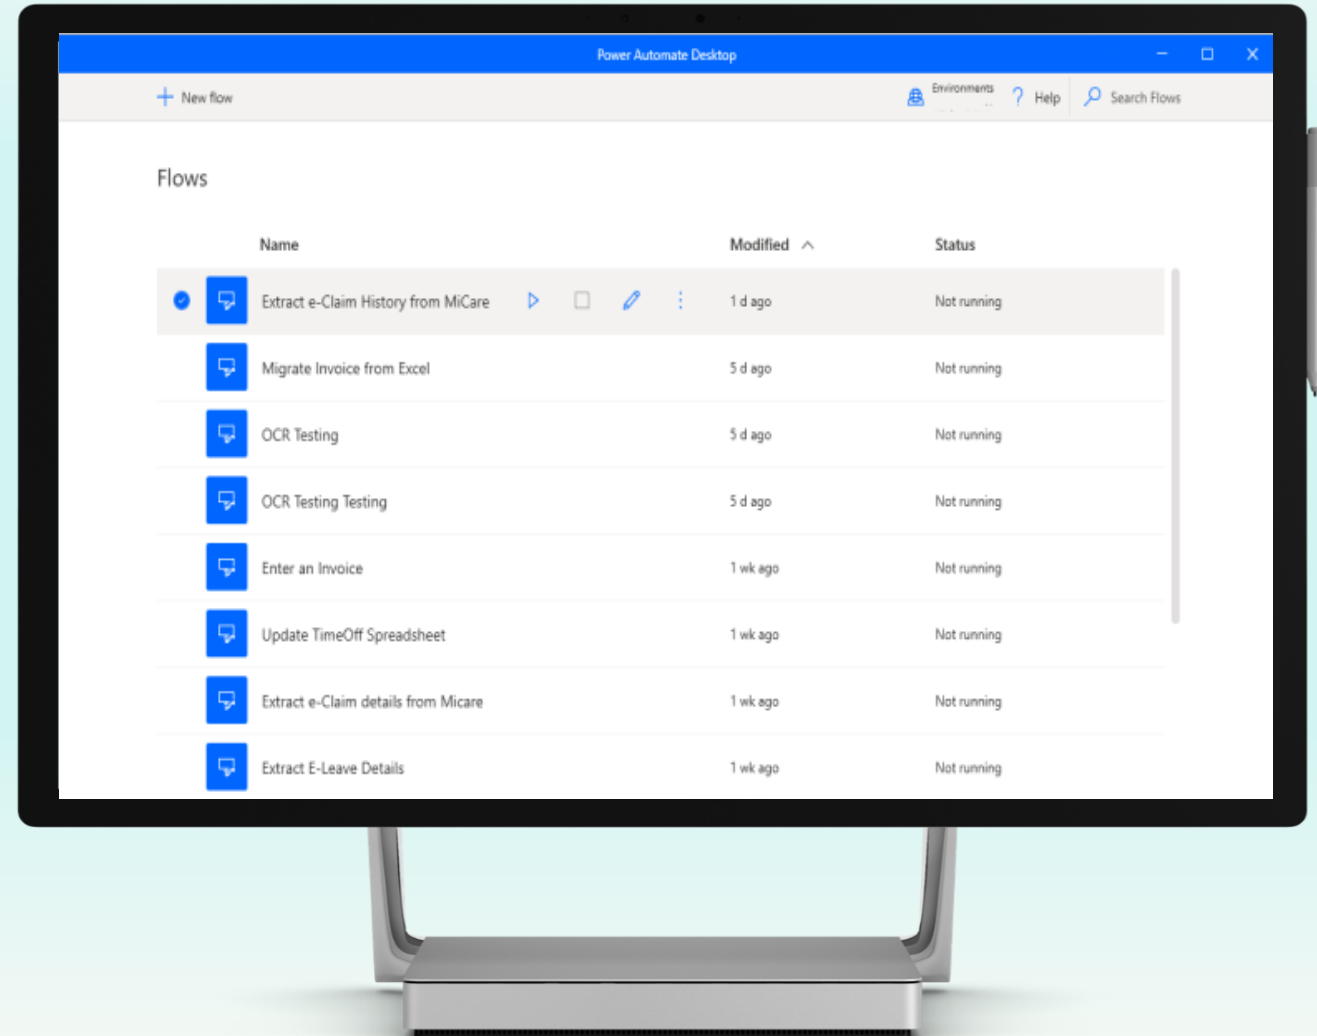 Power Automate Desktop
New flow
Environments
Help
Search Flows
Flows
Name Modified Status
Extract e-Claim History from MiCare 1 d ago Not running
Migrate Invoice from Excel 5 d ago Not running
OCR Testing 5 d ago Not running
OCR Testing Testing 5 d ago Not running
Enter an Invoice 1 wk ago Not running
Update TimeOff Spreadsheet 1 wk ago Not running
Extract e-Claim details from Micare 1 wk ago Not running
Extract E-Leave Details 1 wk ago Not running